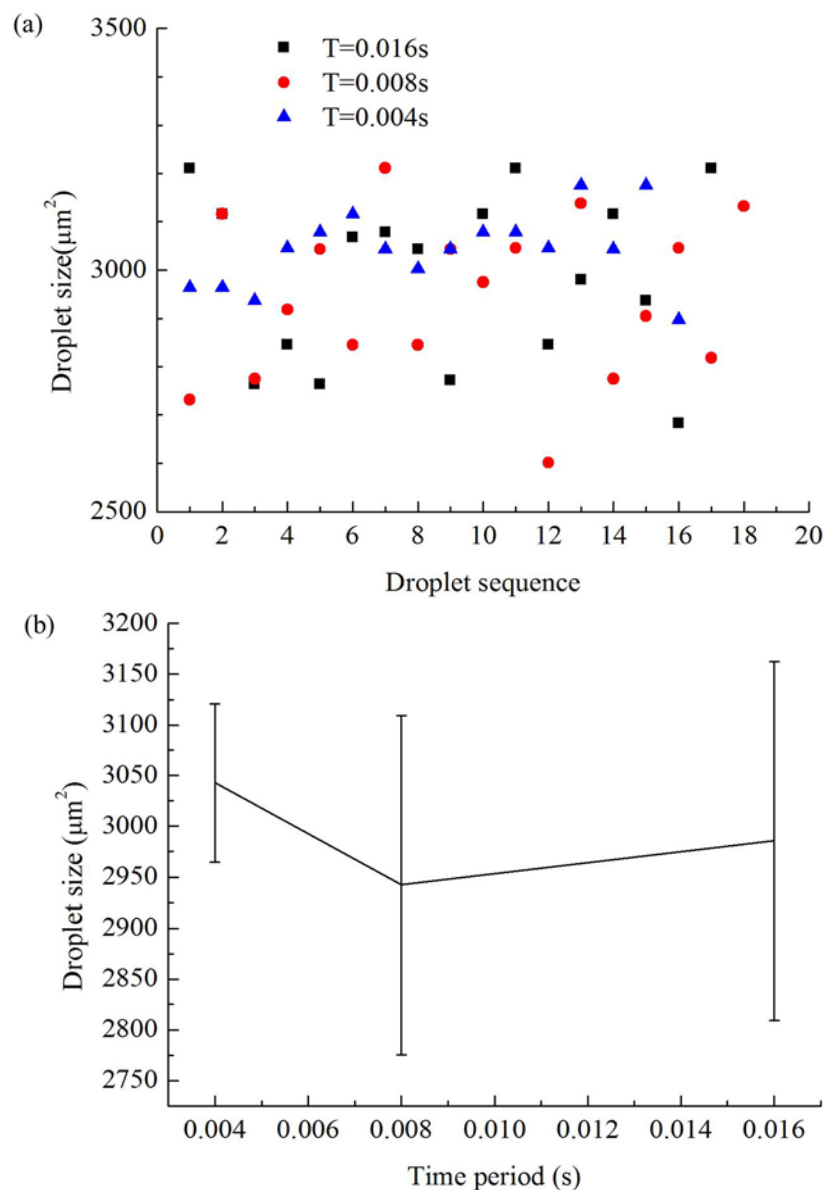 (a)
3500
T=0.016s
T=0.008s
T=0.004s
Droplet size(μm²)
3000
2500
0 2 4 6 8 10 12 14 16 18 20
Droplet sequence
(b)
3200
3150
3100
3050
3000
2950
2900
2850
2800
2750
Droplet size (μm²)
0.004 0.006 0.008 0.010 0.012 0.014 0.016
Time period (s)